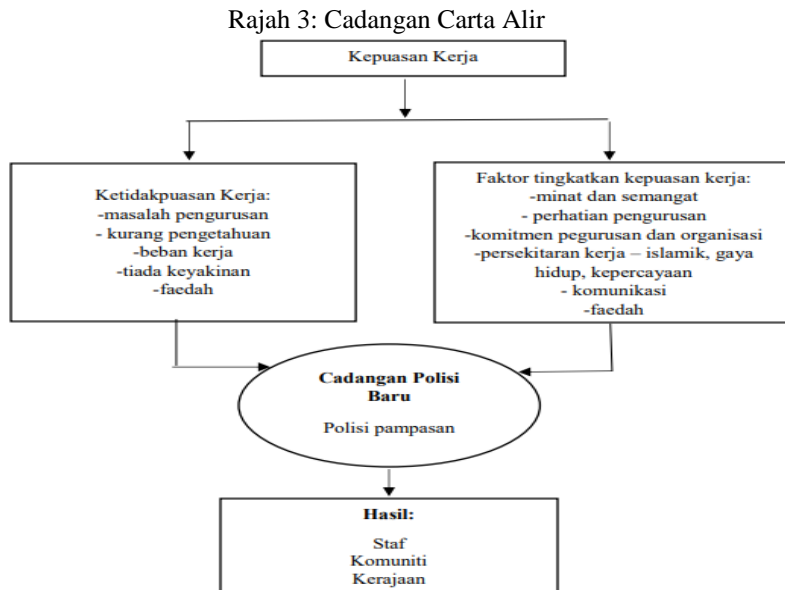 Rajah 3: Cadangan Carta Alir
Kepuasan Kerja
Ketidakpuasan Kerja:
-masalah pengurusan
- kurang pengetahuan
-beban kerja
-tiada keyakinan
-faedah
Faktor tingkatkan kepuasan kerja:
-minat dan semangat
- perhatian pengurusan
-komitmen pegurusan dan organisasi
-persekitaran kerja – islamik, gaya
hidup, kepercayaan
- komunikasi
-faedah
Cadangan Polisi
Baru
Polisi pampasan
Hasil:
Staf
Komuniti
Kerajaan